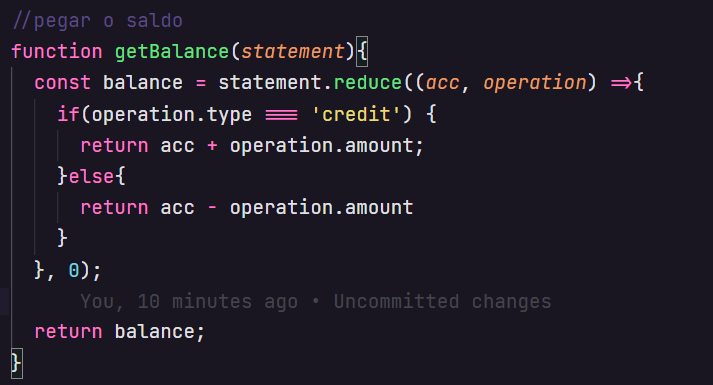 //pegar o saldo
function getBalance(statement){
const balance = statement.reduce((acc, operation) =>{
if(operation.type === 'credit') {
return acc + operation.amount;
}else{
return acc - operation.amount
}
}, 0);
You, 10 minutes ago • Uncommitted changes
return balance;
}